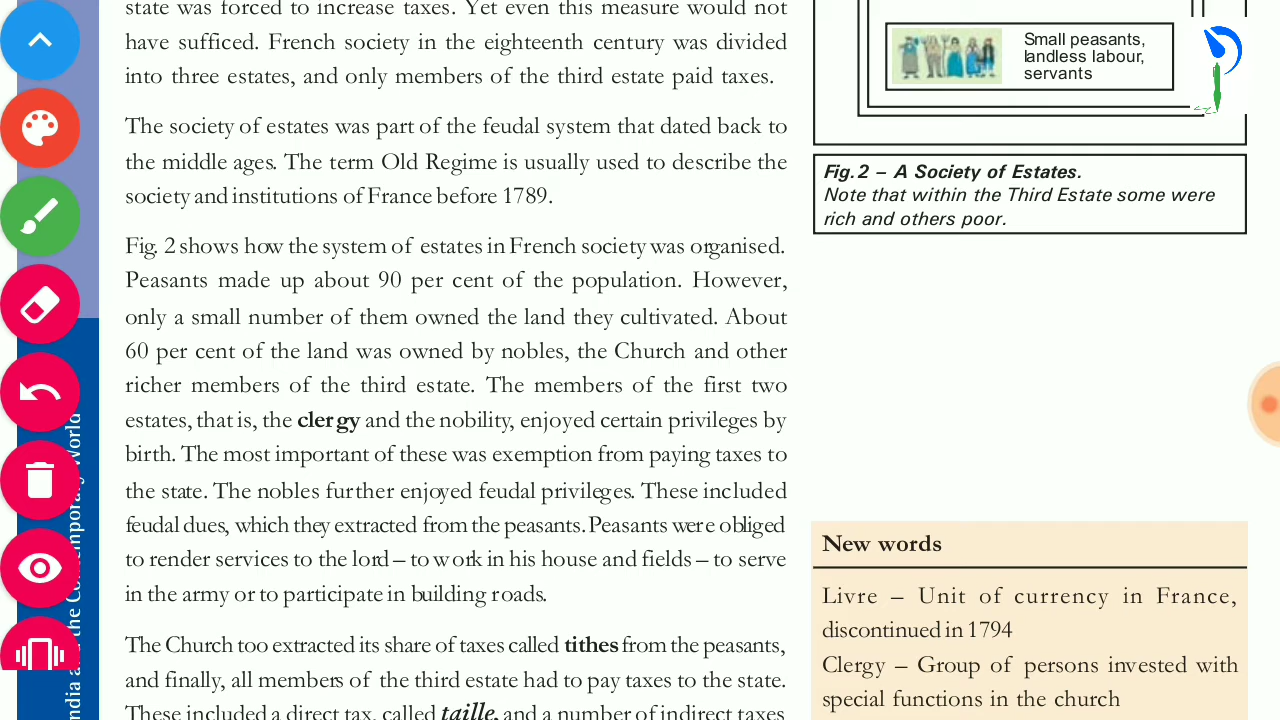 state was forced to increase taxes. Yet even this measure would not
have sufficed. French society in the eighteenth century was divided
into three estates, and only members of the third estate paid taxes.
The society of estates was part of the feudal system that dated back to
the middle ages. The term Old Regime is usually used to describe the
society and institutions of France before 1789.
Fig. 2 shows how the system of estates in French society was organised.
Peasants made up about 90 per cent of the population. However,
only a small number of them owned the land they cultivated. About
60 per cent of the land was owned by nobles, the Church and other
richer members of the third estate. The members of the first two
estates, that is, the clergy and the nobility, enjoyed certain privileges by
birth. The most important of these was exemption from paying taxes to
the state. The nobles further enjoyed feudal privileges. These included
feudal dues, which they extracted from the peasants. Peasants were obliged
to render services to the lord – to work in his house and fields – to serve
in the army or to participate in building roads.
The Church too extracted its share of taxes called tithes from the peasants,
and finally, all members of the third estate had to pay taxes to the state.
These included a direct tax, called taille, and a number of indirect taxes
Small peasants,
landless labour,
servants
Fig.2 – A Society of Estates.
Note that within the Third Estate some were
rich and others poor.
New words
Livre – Unit of currency in France,
discontinued in 1794
Clergy – Group of persons invested with
special functions in the church
World